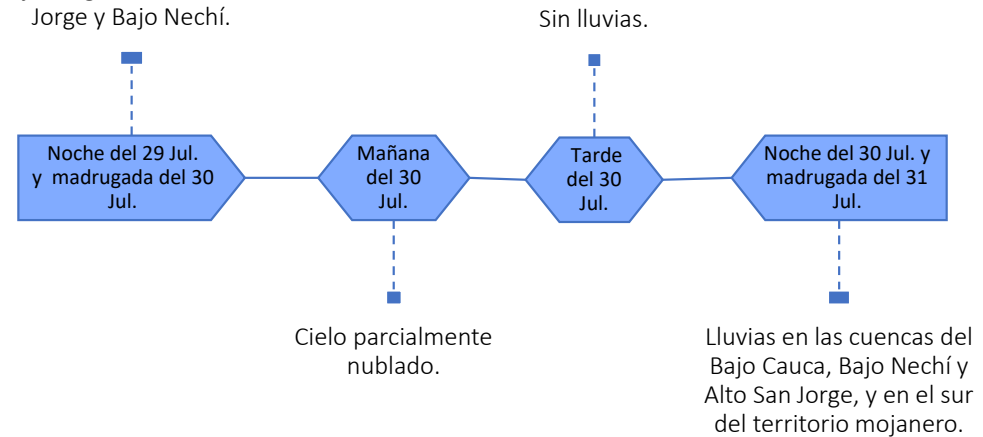 Jorge y Bajo Nechí.
Sin lluvias.
Noche del 29 Jul.
y madrugada del 30
Jul.
Mañana
del 30
Jul.
Tarde
del 30
Jul.
Noche del 30 Jul. y
madrugada del 31
Jul.
Cielo parcialmente
nublado.
Lluvias en las cuencas del
Bajo Cauca, Bajo Nechí y
Alto San Jorge, y en el sur
del territorio mojanero.